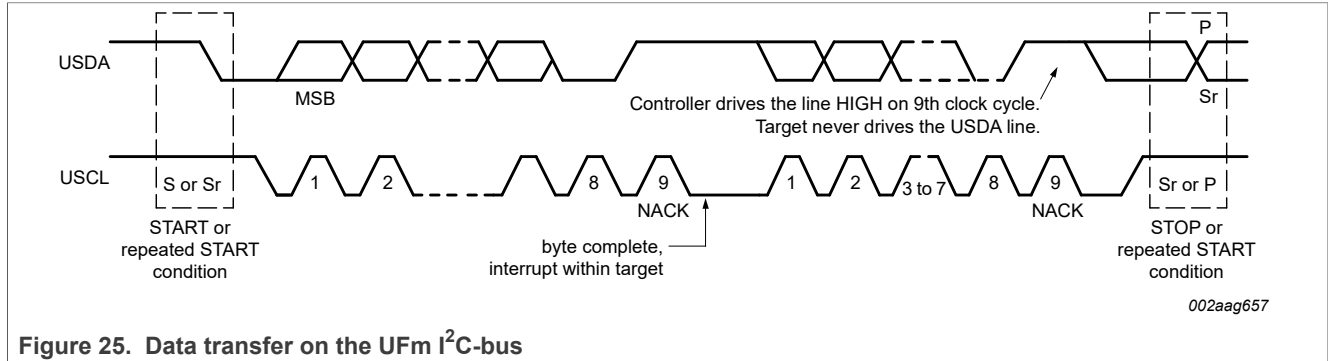 P
USDA
MSB
Controller drives the line HIGH on 9th clock cycle.
Target never drives the USDA line.
Sr
USCL
S or Sr
1
2
8
9
1
2
3 to 7
8
9
Sr or P
NACK
NACK
START or
repeated START
condition
byte complete,
interrupt within target
STOP or
repeated START
condition
002aag657
Figure 25. Data transfer on the UFm I²C-bus